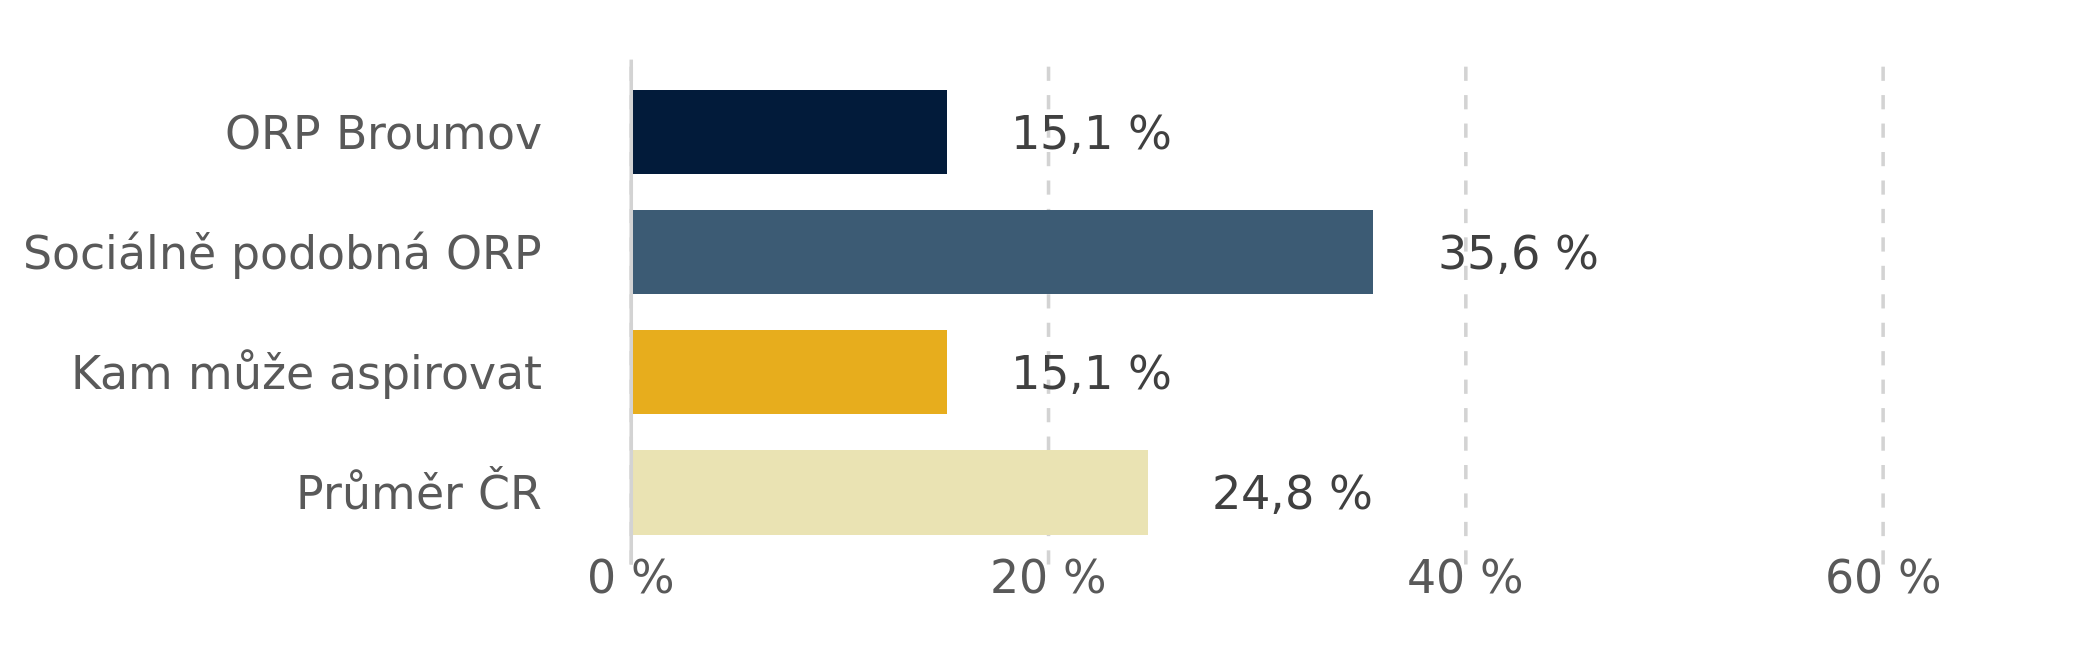 ORP Broumov 15,1 %
Sociálně podobná ORP 35,6 %
Kam může aspirovat 15,1 %
Průměr ČR 24,8 %
0 % 20 % 40 % 60 %